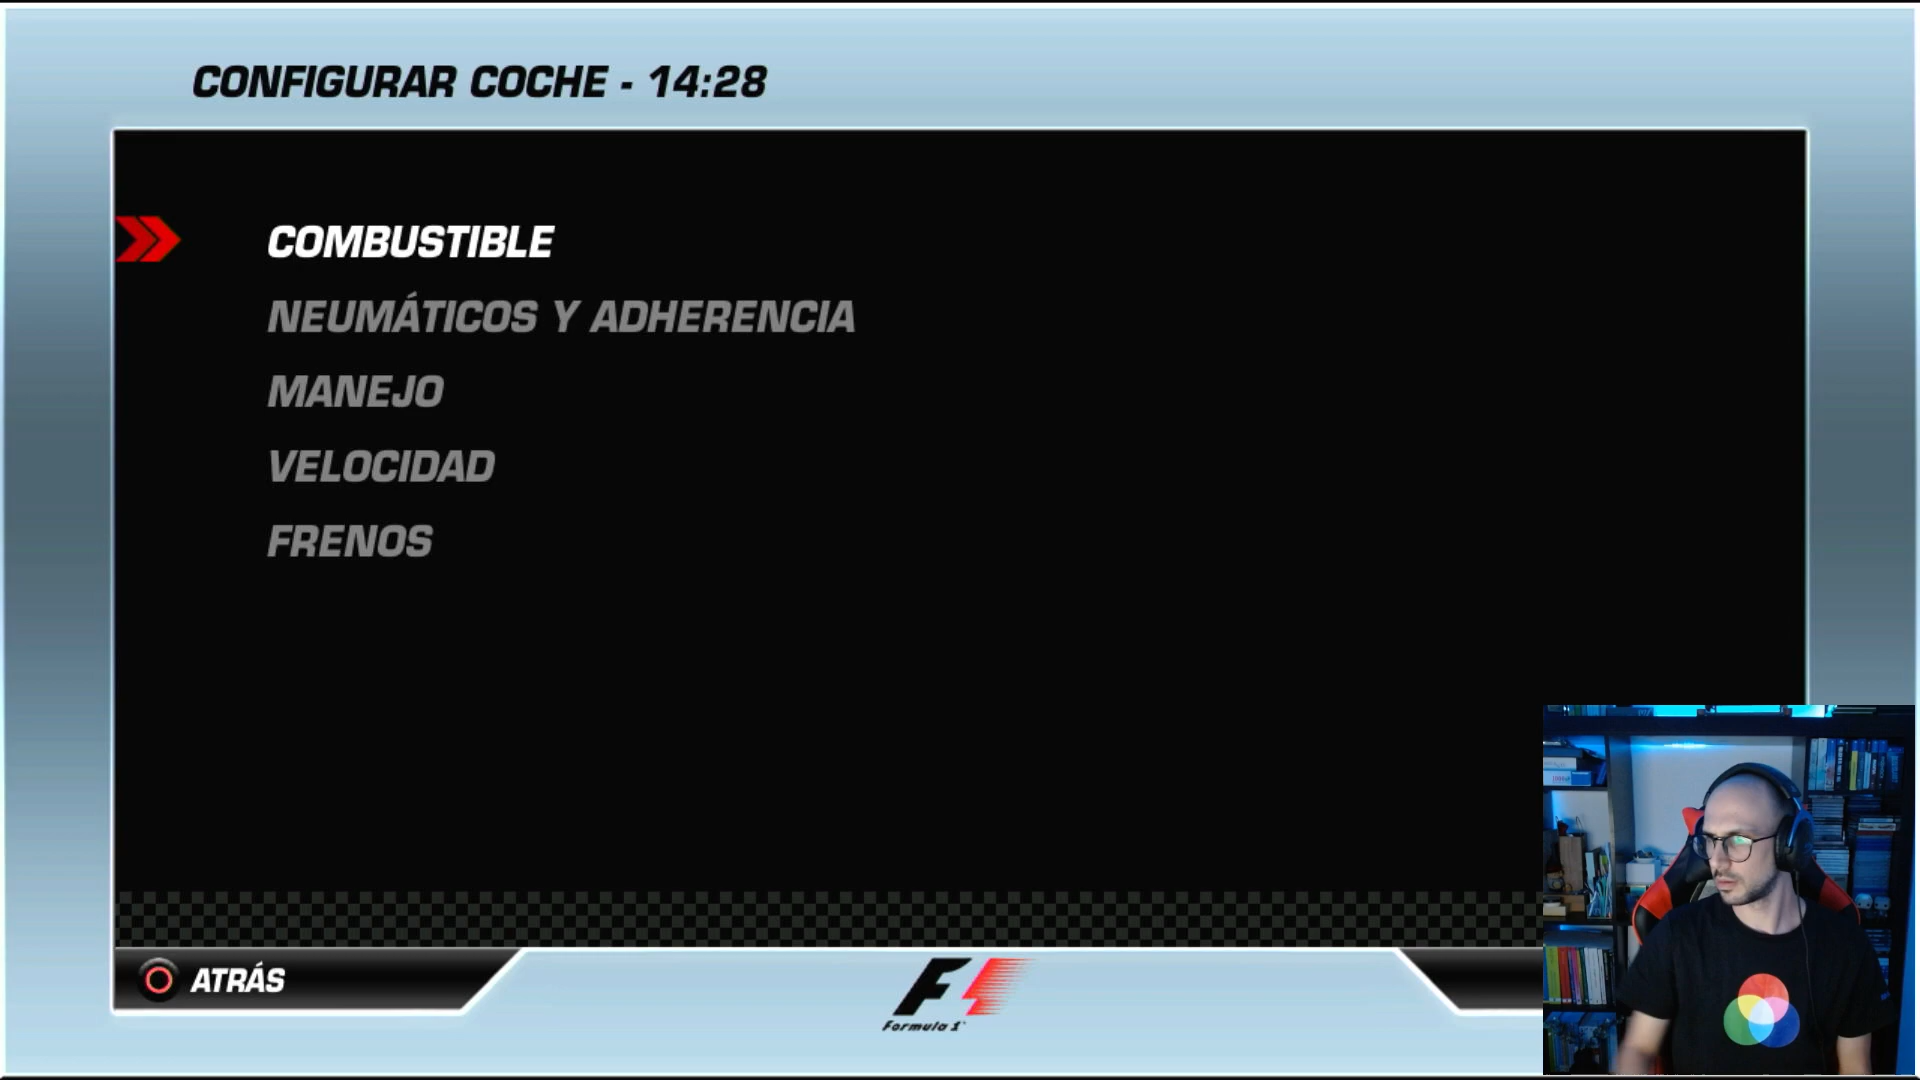 CONFIGURAR COCHE - 14:28
COMBUSTIBLE
NEUMÁTICOS Y ADHERENCIA
MANEJO
VELOCIDAD
FRENOS
ATRÁS
F1
Formula 1